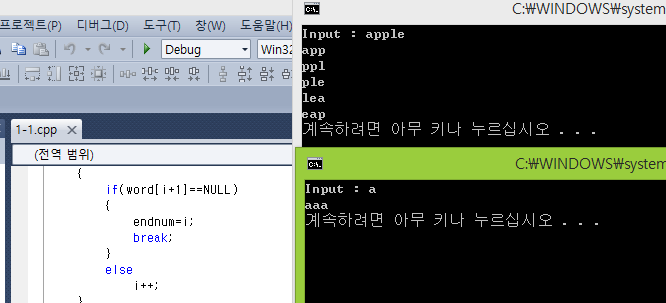 프로젝트(P) 디버그(D) 도구(T) 창(W) 도움말(H)
Debug Win32
1-1.cpp
(전역 범위)
{
if(word[i+1]==NULL)
{
endnum=i;
break;
}
else
i++;
}
C:\WINDOWS\system
Input : apple
app
ppl
ple
lea
eap
계속하려면 아무 키나 누르십시오 . . .
C:\WINDOWS\system
Input : a
aaa
계속하려면 아무 키나 누르십시오 . . .